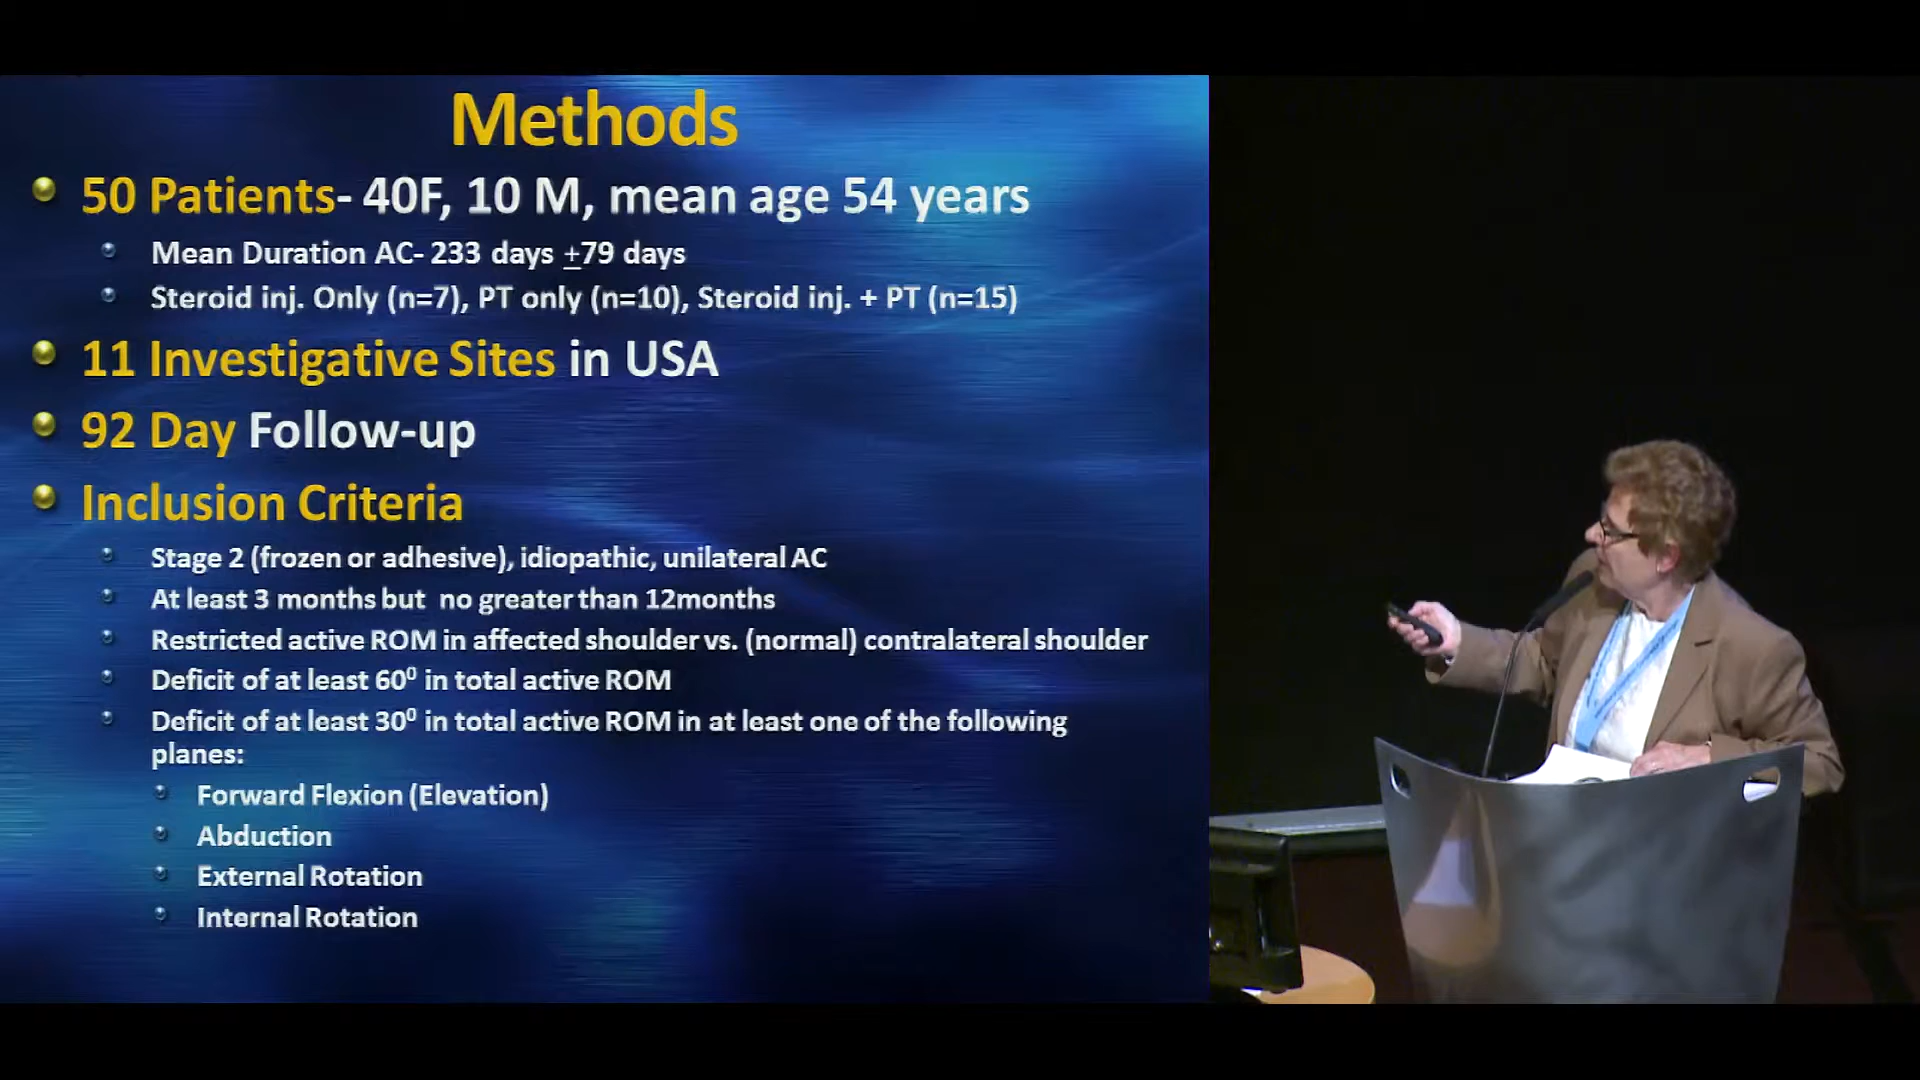 Methods
50 Patients- 40F, 10 M, mean age 54 years
Mean Duration AC- 233 days ±79 days
Steroid inj. Only (n=7), PT only (n=10), Steroid inj. + PT (n=15)
11 Investigative Sites in USA
92 Day Follow-up
Inclusion Criteria
Stage 2 (frozen or adhesive), idiopathic, unilateral AC
At least 3 months but  no greater than 12months
Restricted active ROM in affected shoulder vs. (normal) contralateral shoulder
Deficit of at least 60⁰ in total active ROM
Deficit of at least 30⁰ in total active ROM in at least one of the following
planes:
Forward Flexion (Elevation)
Abduction
External Rotation
Internal Rotation